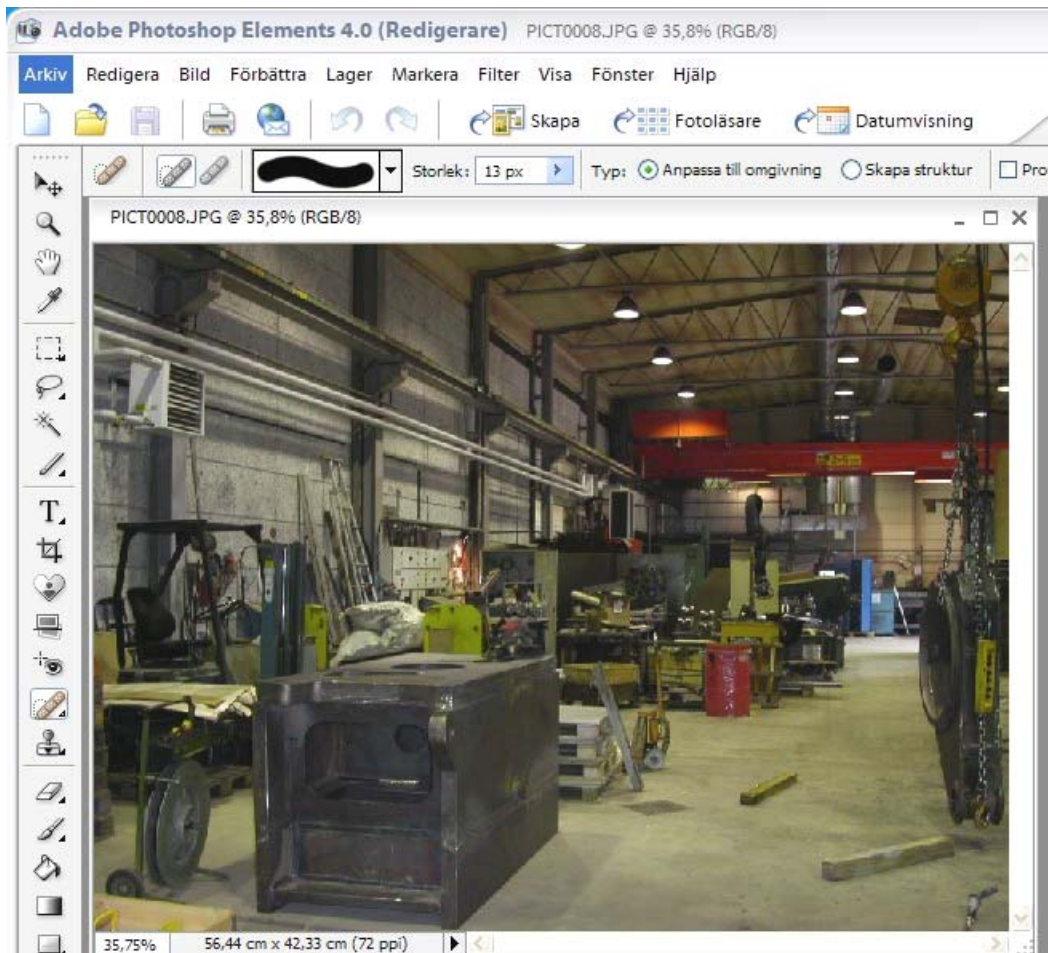 Adobe Photoshop Elements 4.0 (Redigerare) PICT0008.JPG @ 35,8% (RGB/8)
Arkiv Redigera Bild Förbättra Lager Markera Filter Visa Fönster Hjälp
Skapa Fotoläsare Datumvisning
Storlek: 13 px Typ: Anpassa till omgivning Skapa struktur Pro
PICT0008.JPG @ 35,8% (RGB/8)
T
35,75% 56,44 cm x 42,33 cm (72 ppi)